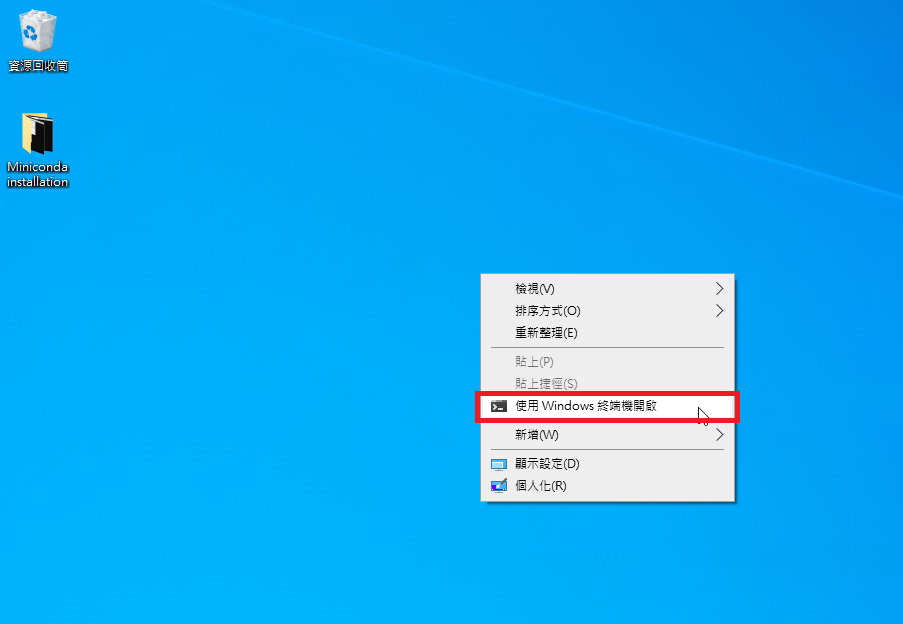 資源回收筒
Miniconda
installation
檢視(V)
排序方式(O)
重新整理(E)
貼上(P)
貼上捷徑(S)
使用 Windows 終端機開啟
新增(W)
顯示設定(D)
個人化(R)